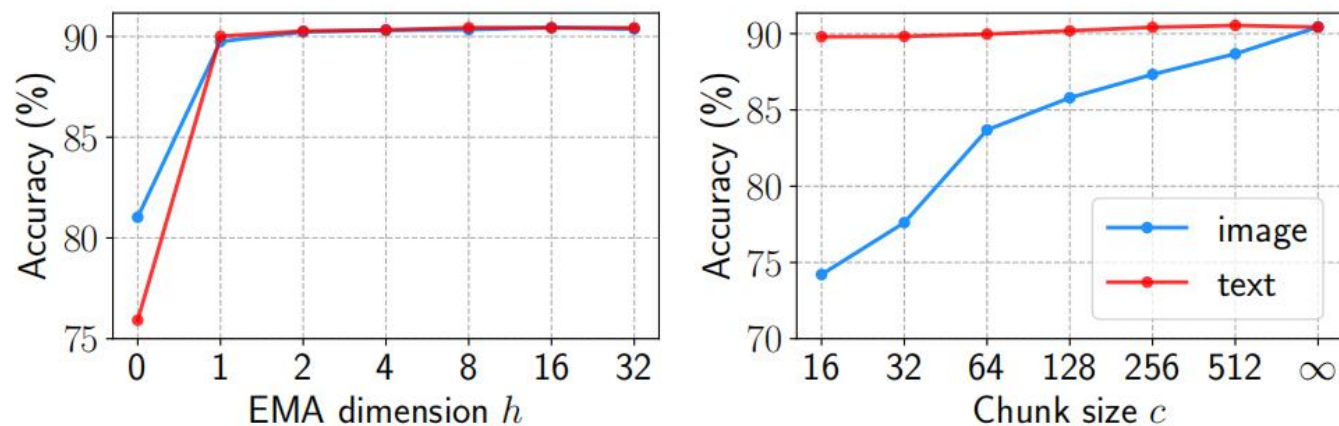 Accuracy (%)
90
85
80
75
0 1 2 4 8 16 32
EMA dimension h
Accuracy (%)
90
85
80
75
70
16 32 64 128 256 512 ∞
Chunk size c
image
text